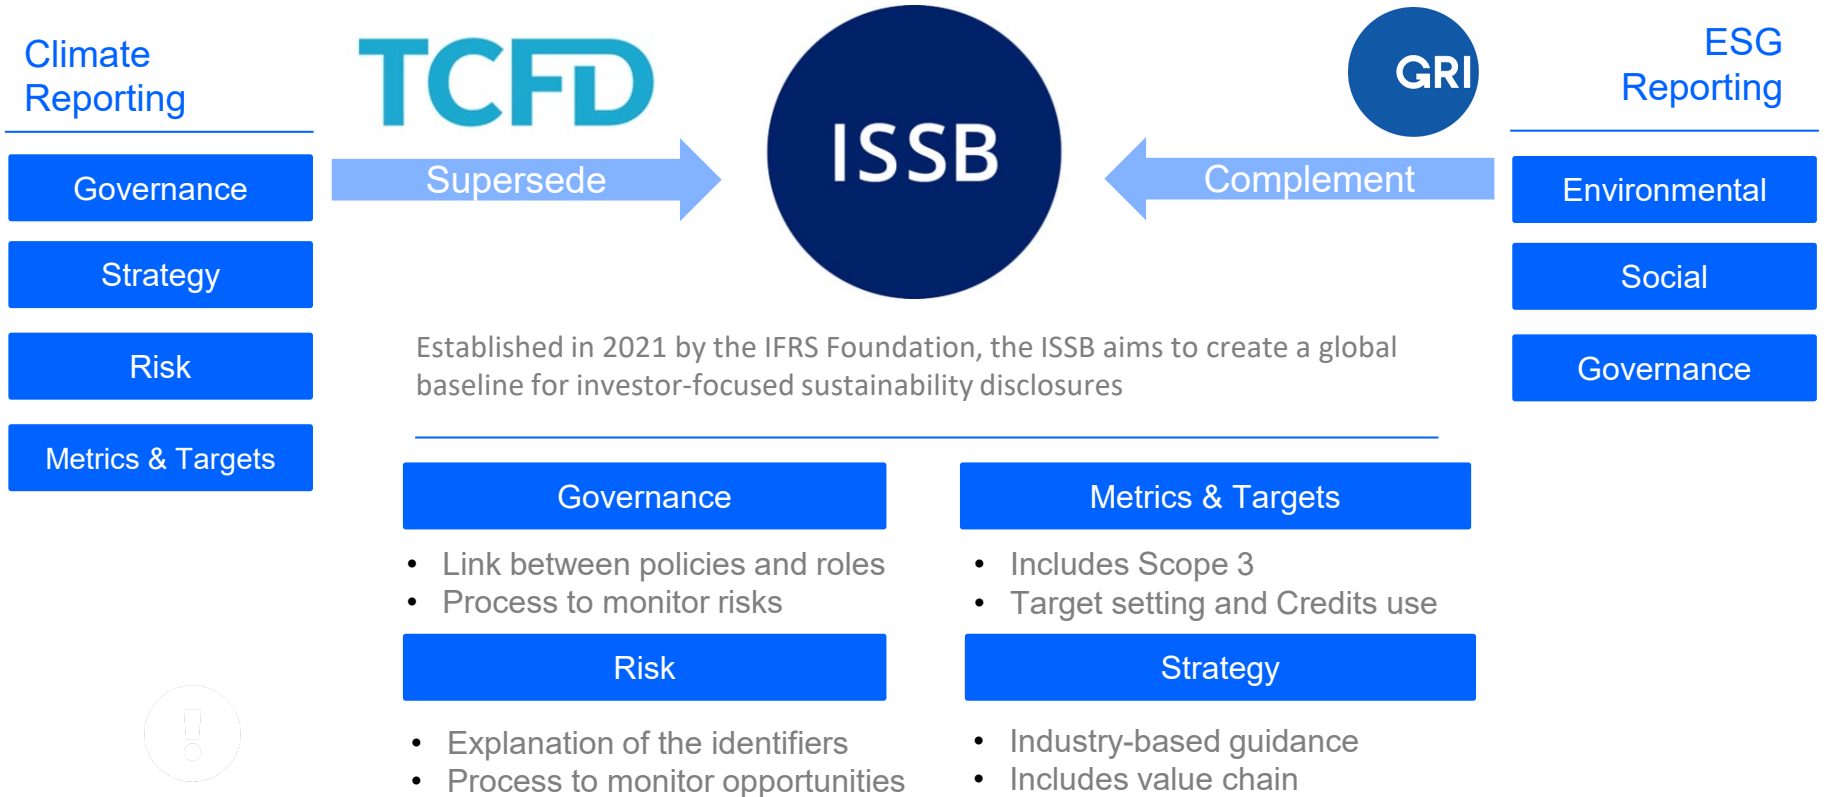 Climate
Reporting
Governance
Strategy
Risk
Metrics & Targets
TCFD
Supersede
ISSB
GRI
Complement
ESG
Reporting
Environmental
Social
Governance
Established in 2021 by the IFRS Foundation, the ISSB aims to create a global
baseline for investor-focused sustainability disclosures
Governance
• Link between policies and roles
• Process to monitor risks
Metrics & Targets
• Includes Scope 3
• Target setting and Credits use
Risk
• Explanation of the identifiers
• Process to monitor opportunities
Strategy
• Industry-based guidance
• Includes value chain